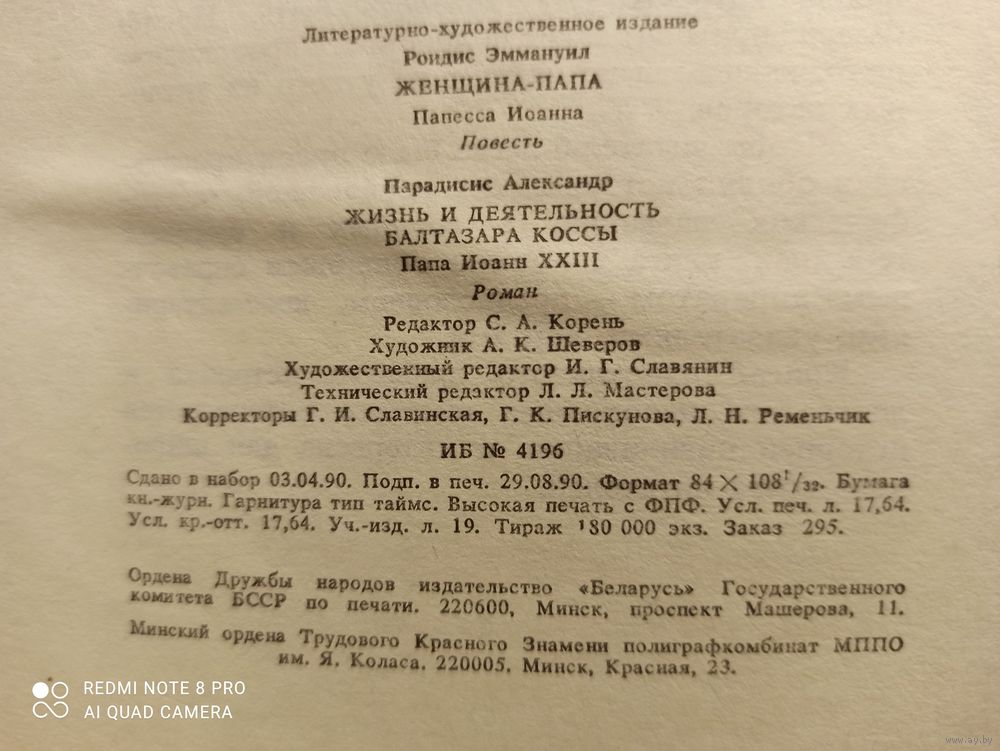 Литературно-художественное издание
Роидис Эммануил
ЖЕНЩИНА-ПАПА
Папесса Иоанна
Повесть
Парадисис Александр
ЖИЗНЬ И ДЕЯТЕЛЬНОСТЬ
БАЛТАЗАРА КОССЫ
Папа Иоанн XXIII
Роман
Редактор С. А. Корень
Художник А. К. Шеверов
Художественный редактор И. Г. Славянин
Технический редактор Л. Л. Мастерова
Корректоры Г. И. Славинская, Г. К. Пискунова, Л. Н. Ременьчик
ИБ № 4196
Сдано в набор 03.04.90. Подп. в печ. 29.08.90. Формат 84 × 108¹/₃₂. Бумага
кн.-журн. Гарнитура тип таймс. Высокая печать с ФПФ. Усл. печ. л. 17,64.
Усл. кр.-отт. 17,64. Уч.-изд. л. 19. Тираж 180 000 экз. Заказ 295.
Ордена Дружбы народов издательство «Беларусь» Государственного
комитета БССР по печати. 220600, Минск, проспект Машерова, 11.
Минский ордена Трудового Красного Знамени полиграфкомбинат МППО
им. Я. Коласа. 220005. Минск, Красная, 23.
REDMI NOTE 8 PRO
AI QUAD CAMERA
www.ay.by